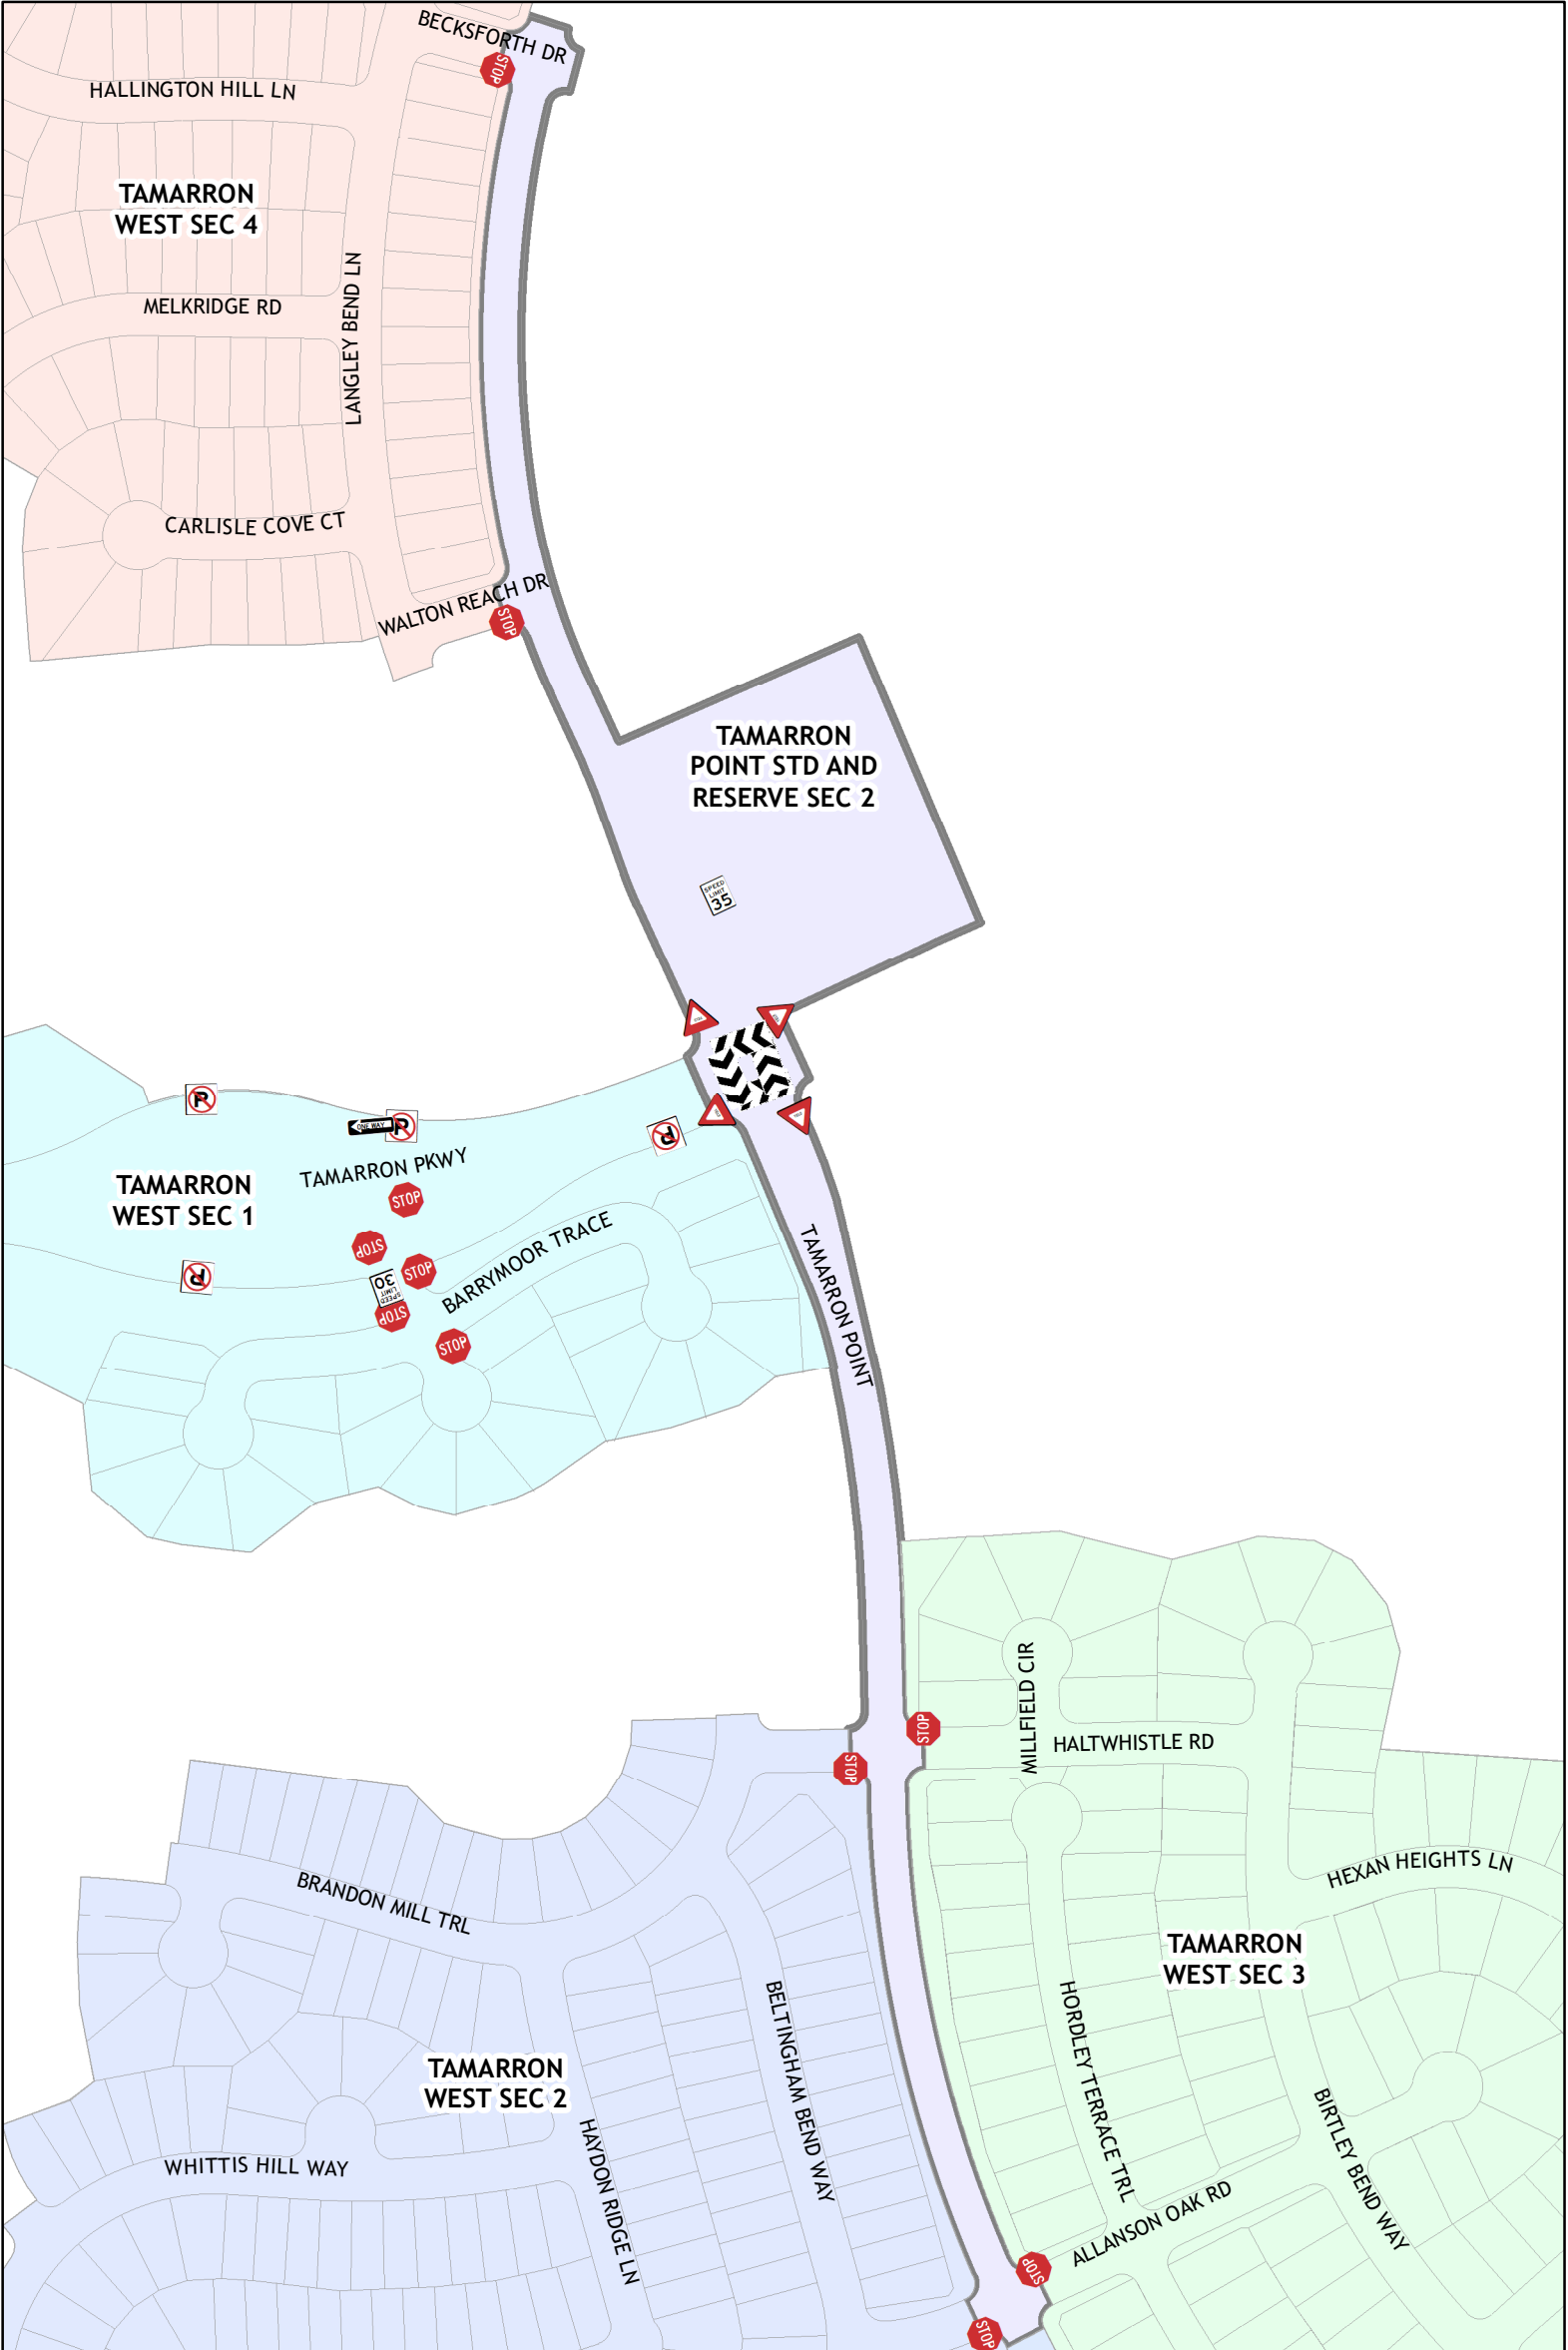 BECKSFORTH DR
STOP
HALLINGTON HILL LN
TAMARRON
WEST SEC 4
LANGLEY BEND LN
MELKRIDGE RD
CARLISLE COVE CT
WALTON REACH DR
STOP
TAMARRON
POINT STD AND
RESERVE SEC 2
SPEED
LIMIT
35
P
ONE WAY
P
P
TAMARRON PKWY
TAMARRON
WEST SEC 1
STOP
STOP
STOP
P
SPEED
LIMIT
30
STOP
BARRYMOOR TRACE
STOP
TAMARRON POINT
STOP
STOP
MILLFIELD CIR
HALTWHISTLE RD
HEXAN HEIGHTS LN
BRANDON MILL TRL
TAMARRON
WEST SEC 3
BELTINGHAM BEND WAY
HORDLEY TERRACE TRL
TAMARRON
WEST SEC 2
BIRTLEY BEND WAY
HAYDON RIDGE LN
WHITTIS HILL WAY
ALLANSON OAK RD
STOP
STOP